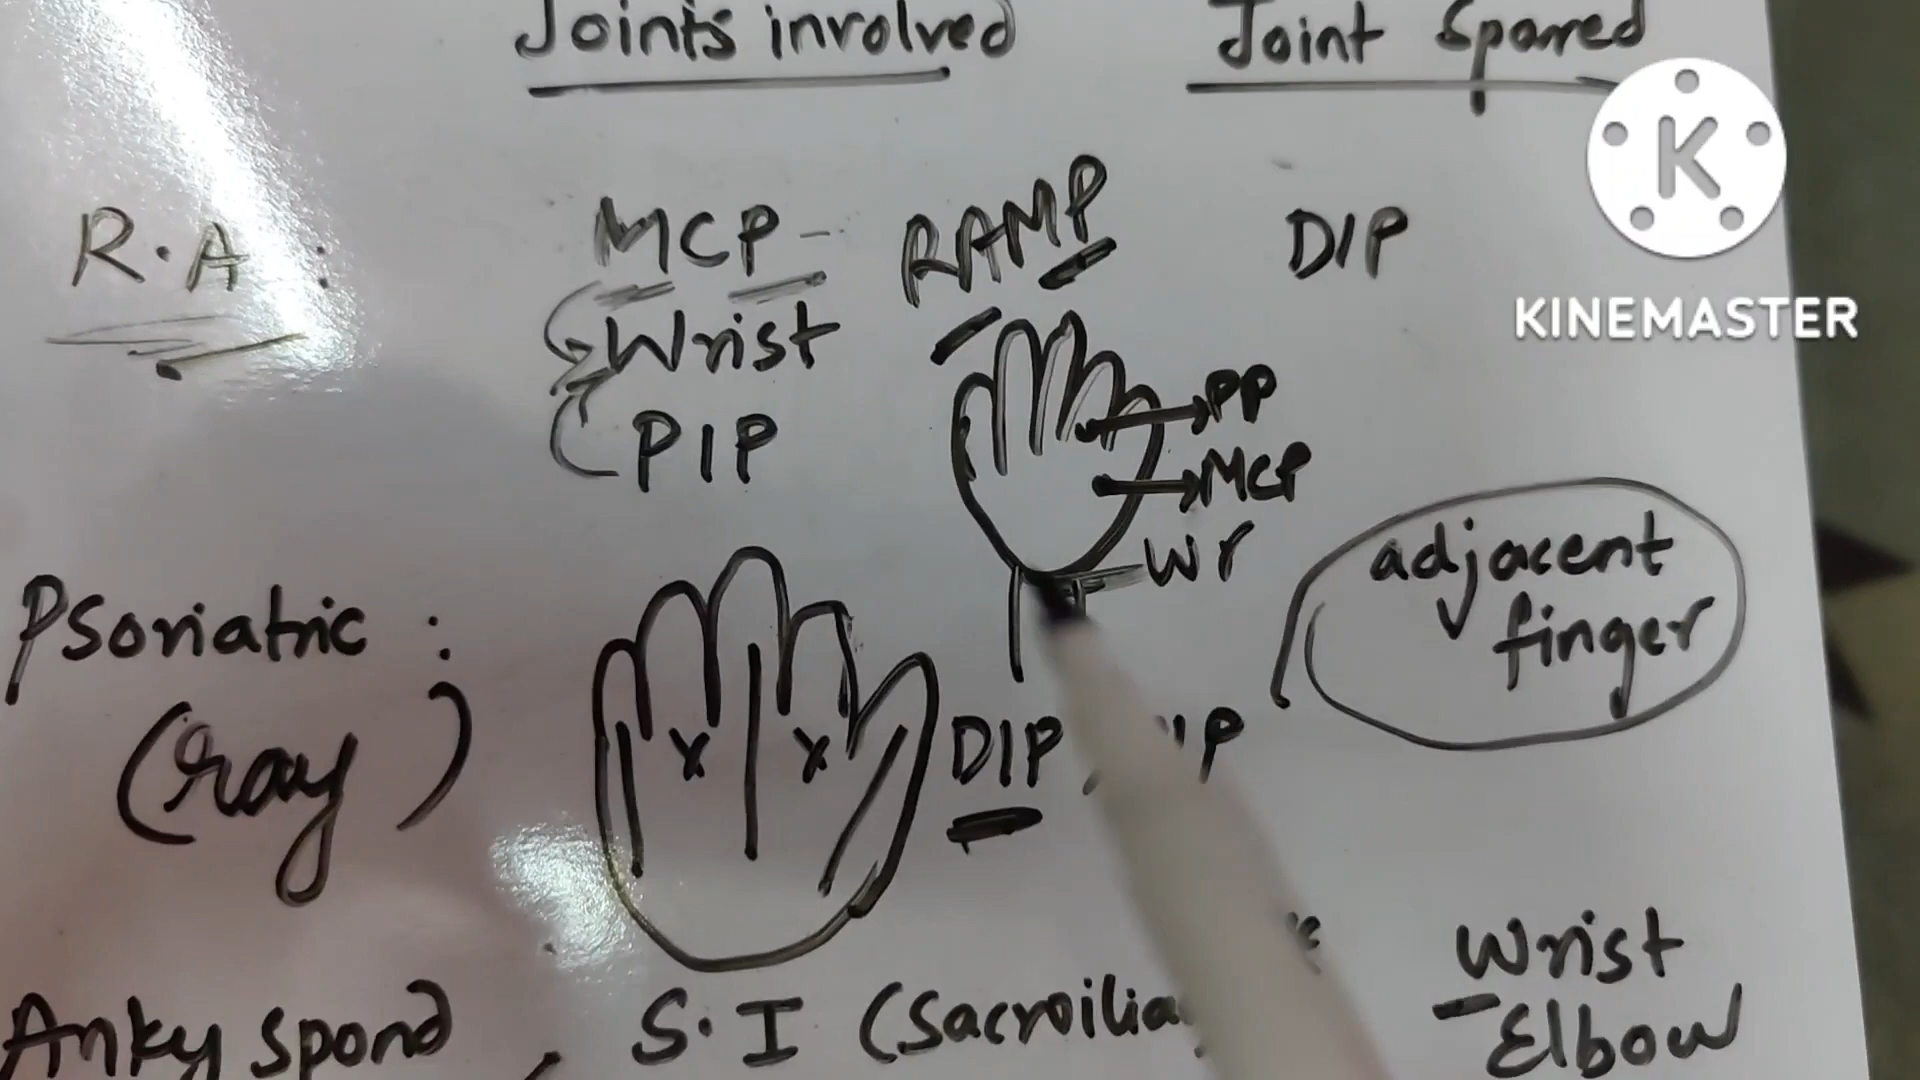 Joints involved Joint Spared
R.A : MCP - RAMP DIP
Wrist
PIP
PP
MCP
Wr
K
KINEMASTER
Psoriatric : DIP, IP adjacent
finger
(ray)
Anky spond, S.I (Sacroilia Wrist
Elbow